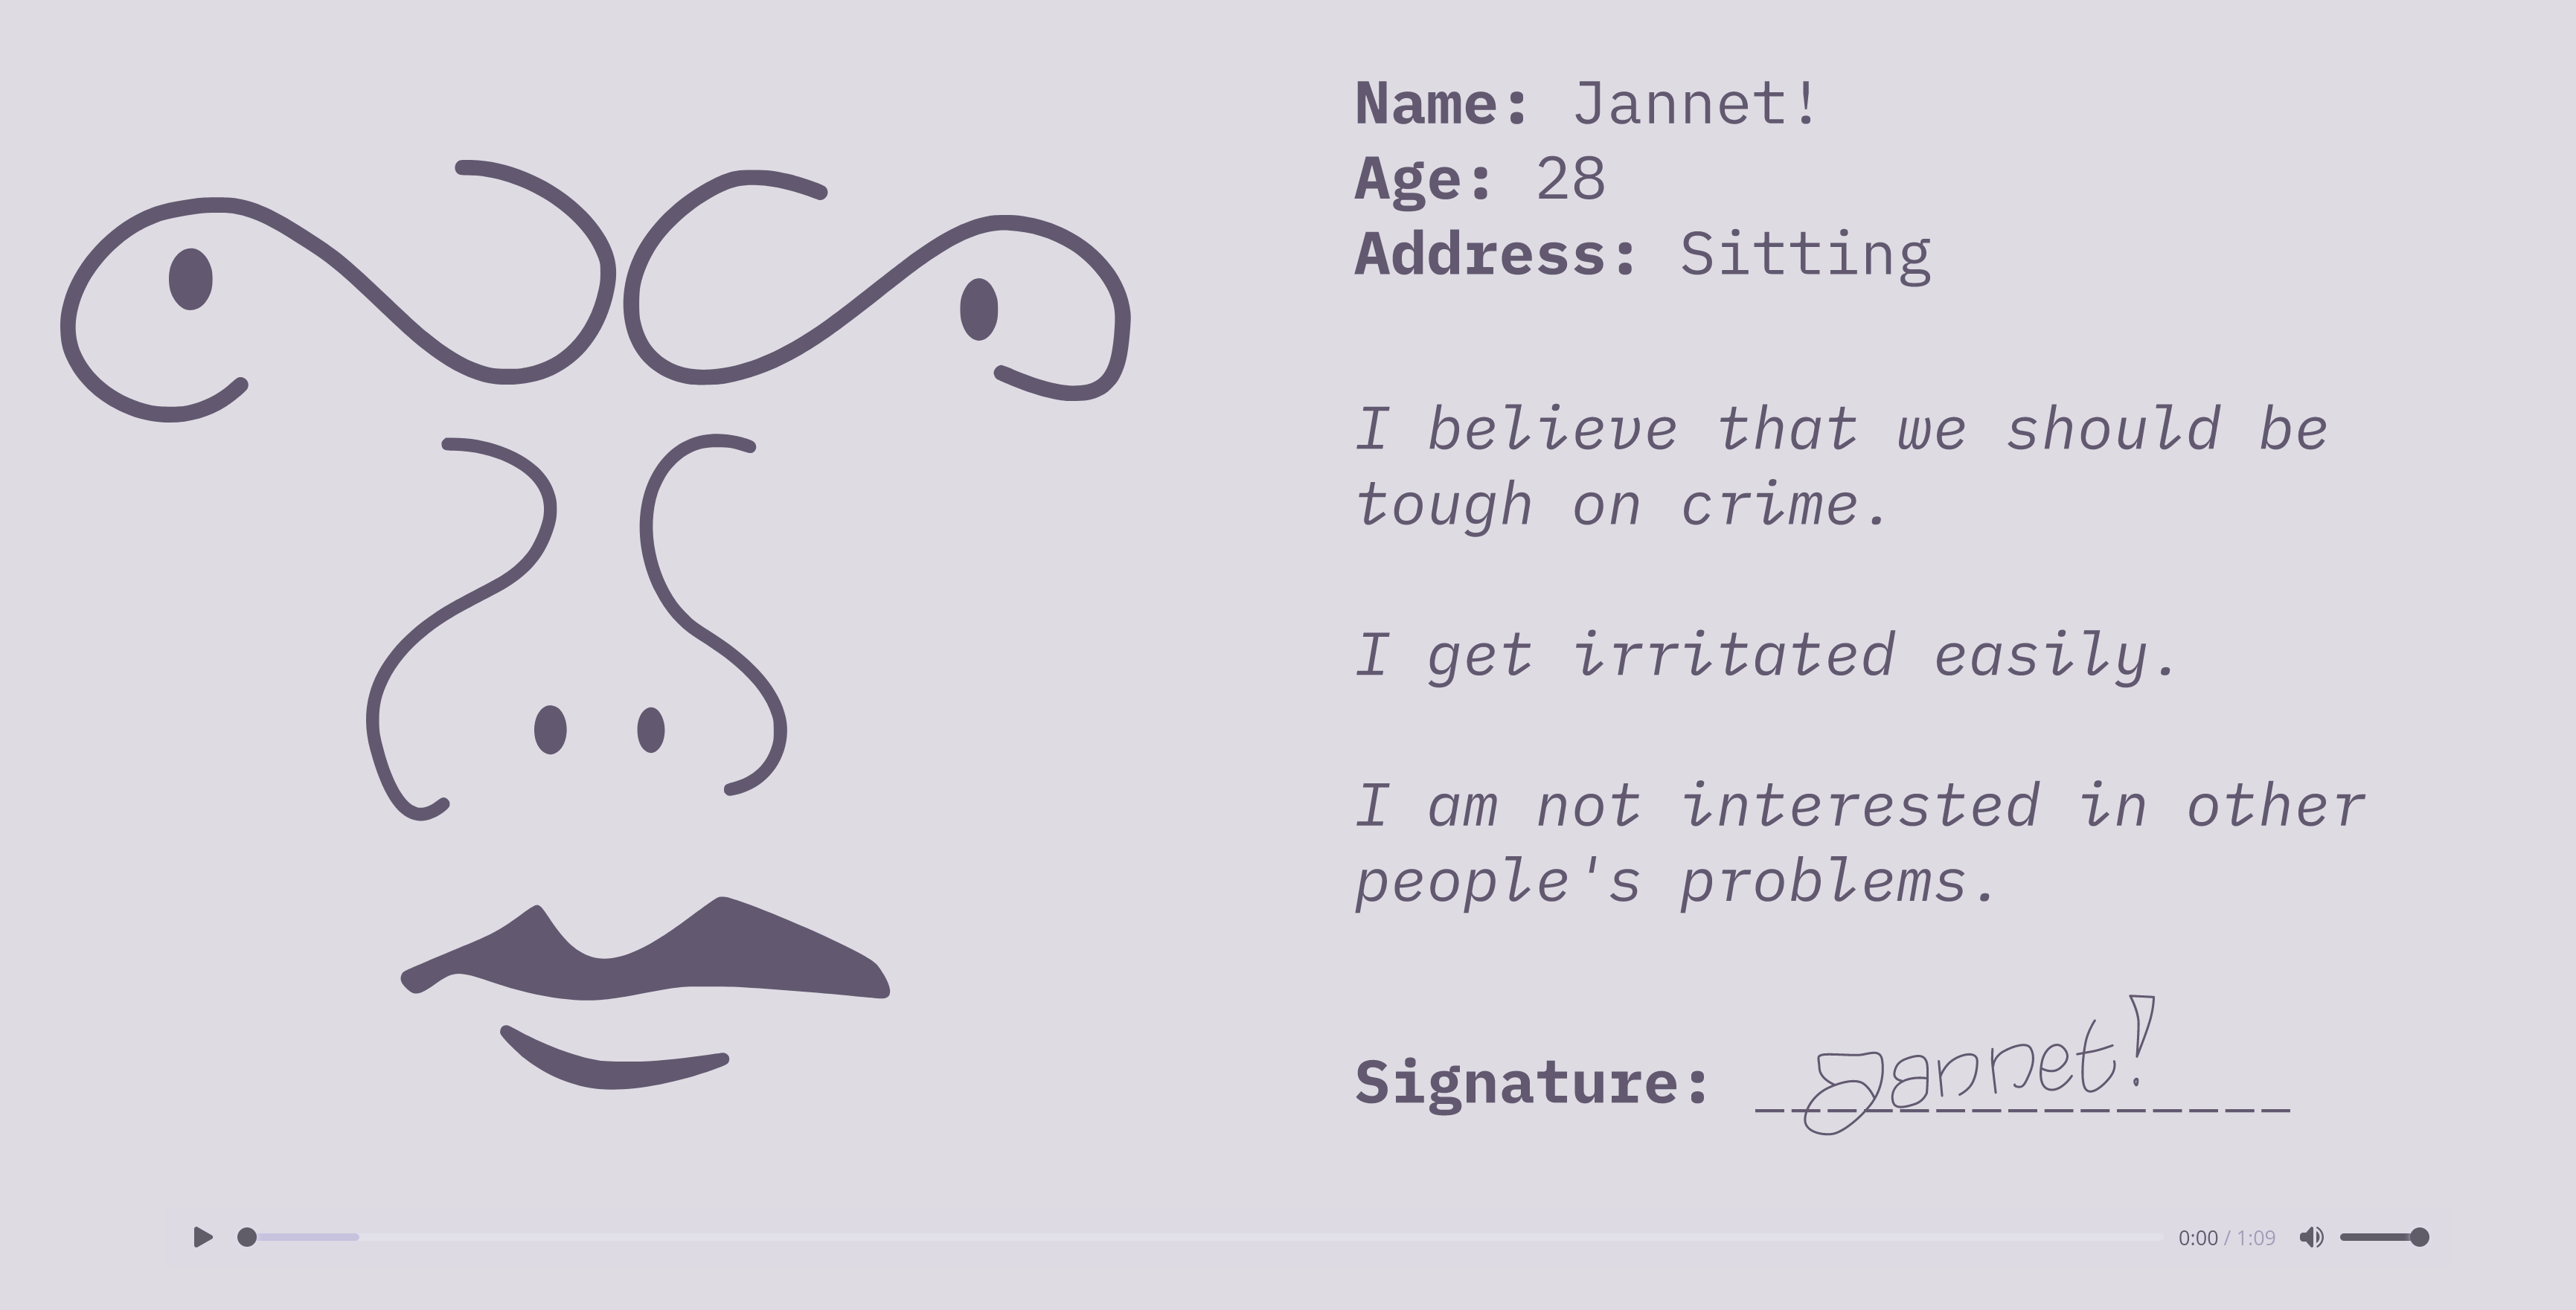 Name: Jannet!
Age: 28
Address: Sitting
I believe that we should be
tough on crime.
I get irritated easily.
I am not interested in other
people's problems.
Signature: Jannet!
0:00 / 1:09